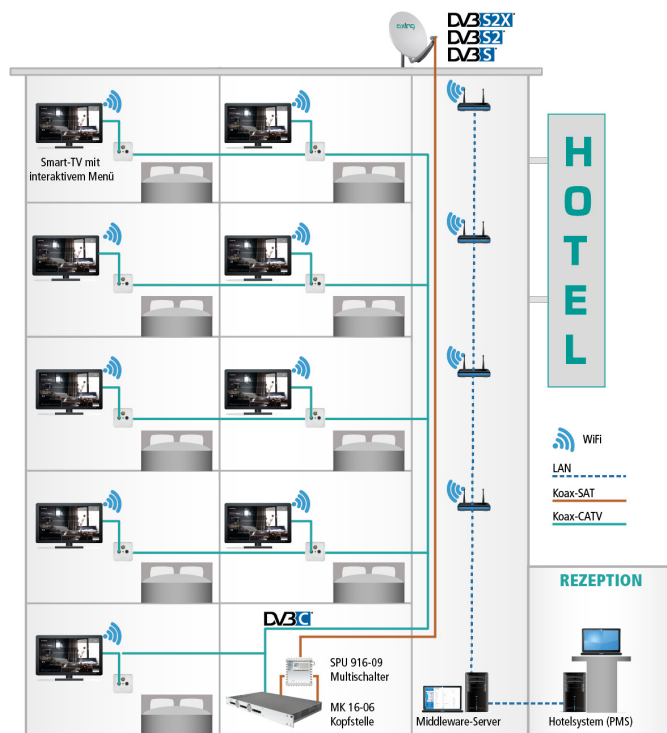 axing
DVB S2X
DVB S2
DVB S
Smart-TV mit
interaktivem Menü
HOTEL
WiFi
LAN
Koax-SAT
Koax-CATV
REZEPTION
DVB C
SPU 916-09
Multischalter
MK 16-06
Kopfstelle
Middleware-Server
Hotelsystem (PMS)